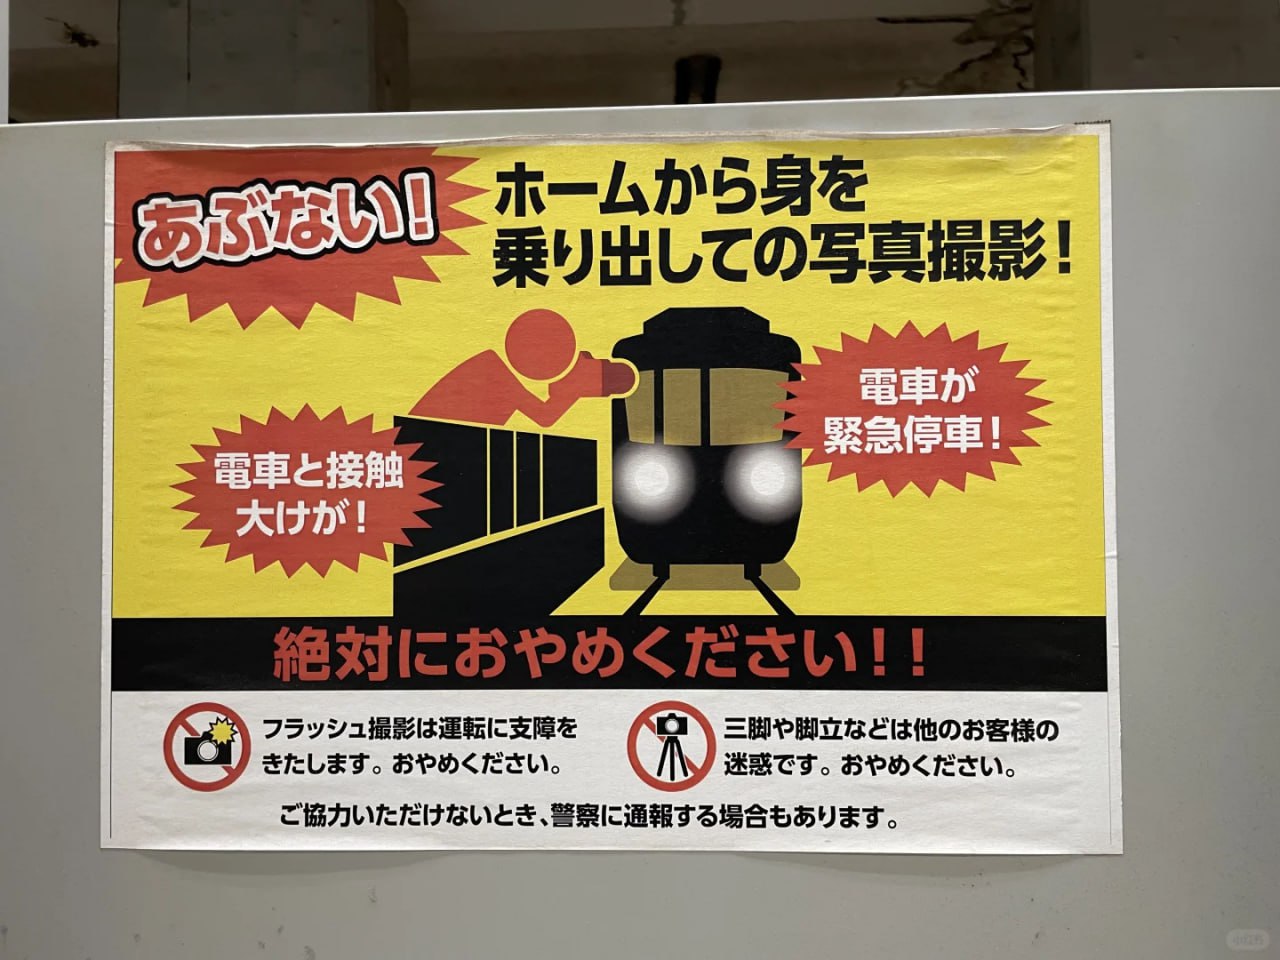 あぶない!
ホームから身を
乗り出しての写真撮影!
電車が
緊急停車!
電車と接触
大けが!
絶対におやめください!!
フラッシュ撮影は運転に支障を
きたします。おやめください。
三脚や脚立などは他のお客様の
迷惑です。おやめください。
ご協力いただけないとき、警察に通報する場合もあります。